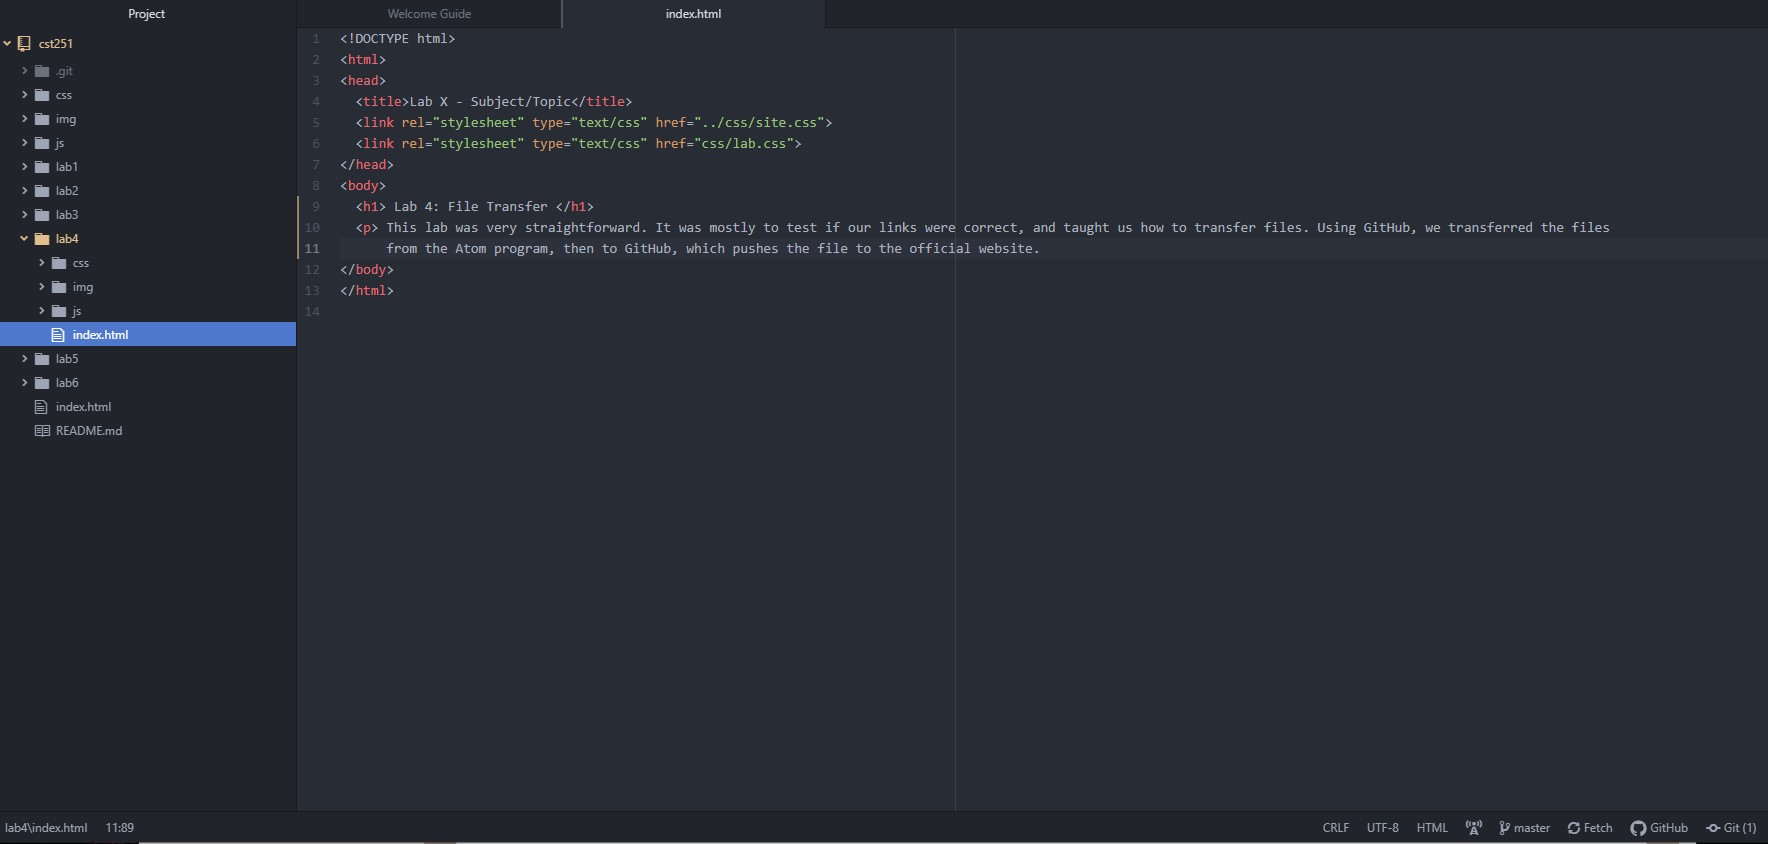 Project
Welcome Guide
index.html
cst251
.git
css
img
js
lab1
lab2
lab3
lab4
css
img
js
index.html
lab5
lab6
index.html
README.md
1 <!DOCTYPE html>
2 <html>
3 <head>
4 <title>Lab X - Subject/Topic</title>
5 <link rel="stylesheet" type="text/css" href="../css/site.css">
6 <link rel="stylesheet" type="text/css" href="css/lab.css">
7 </head>
8 <body>
9 <h1> Lab 4: File Transfer </h1>
10 <p> This lab was very straightforward. It was mostly to test if our links were correct, and taught us how to transfer files. Using GitHub, we transferred the files
11 from the Atom program, then to GitHub, which pushes the file to the official website.
12 </body>
13 </html>
14
lab4\index.html 11:89 CRLF UTF-8 HTML master Fetch GitHub Git (1)